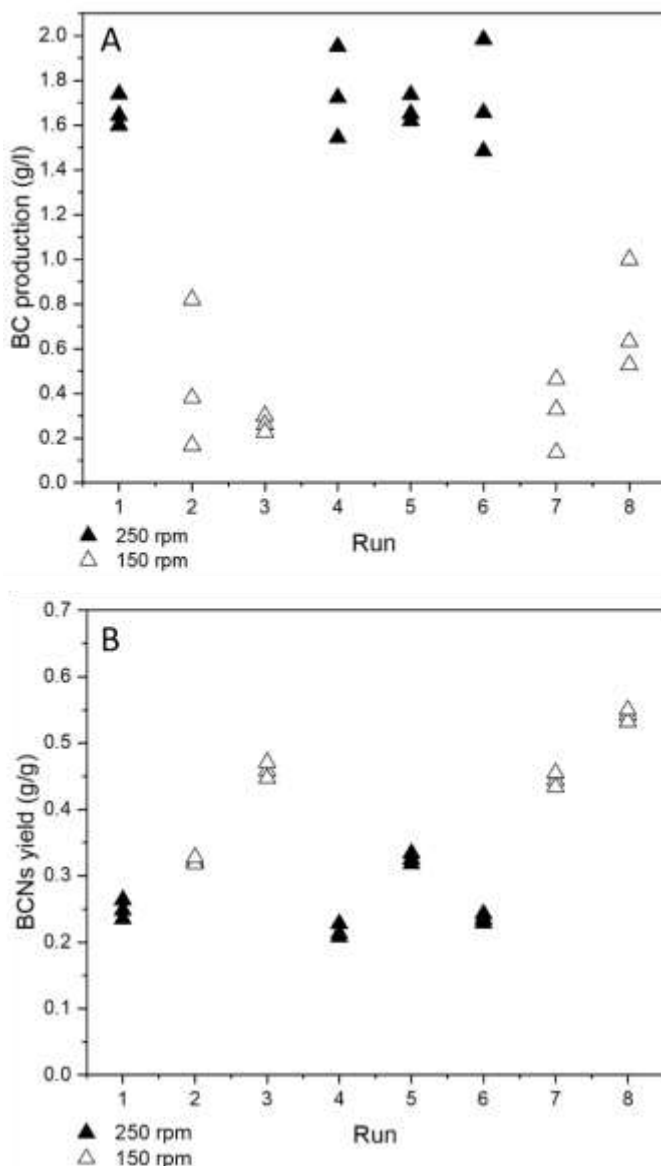 A
BC production (g/l)
2.0
1.8
1.6
1.4
1.2
1.0
0.8
0.6
0.4
0.2
0.0
1 2 3 4 5 6 7 8
Run
▲ 250 rpm
△ 150 rpm
B
BCNs yield (g/g)
0.7
0.6
0.5
0.4
0.3
0.2
0.1
0.0
1 2 3 4 5 6 7 8
Run
▲ 250 rpm
△ 150 rpm